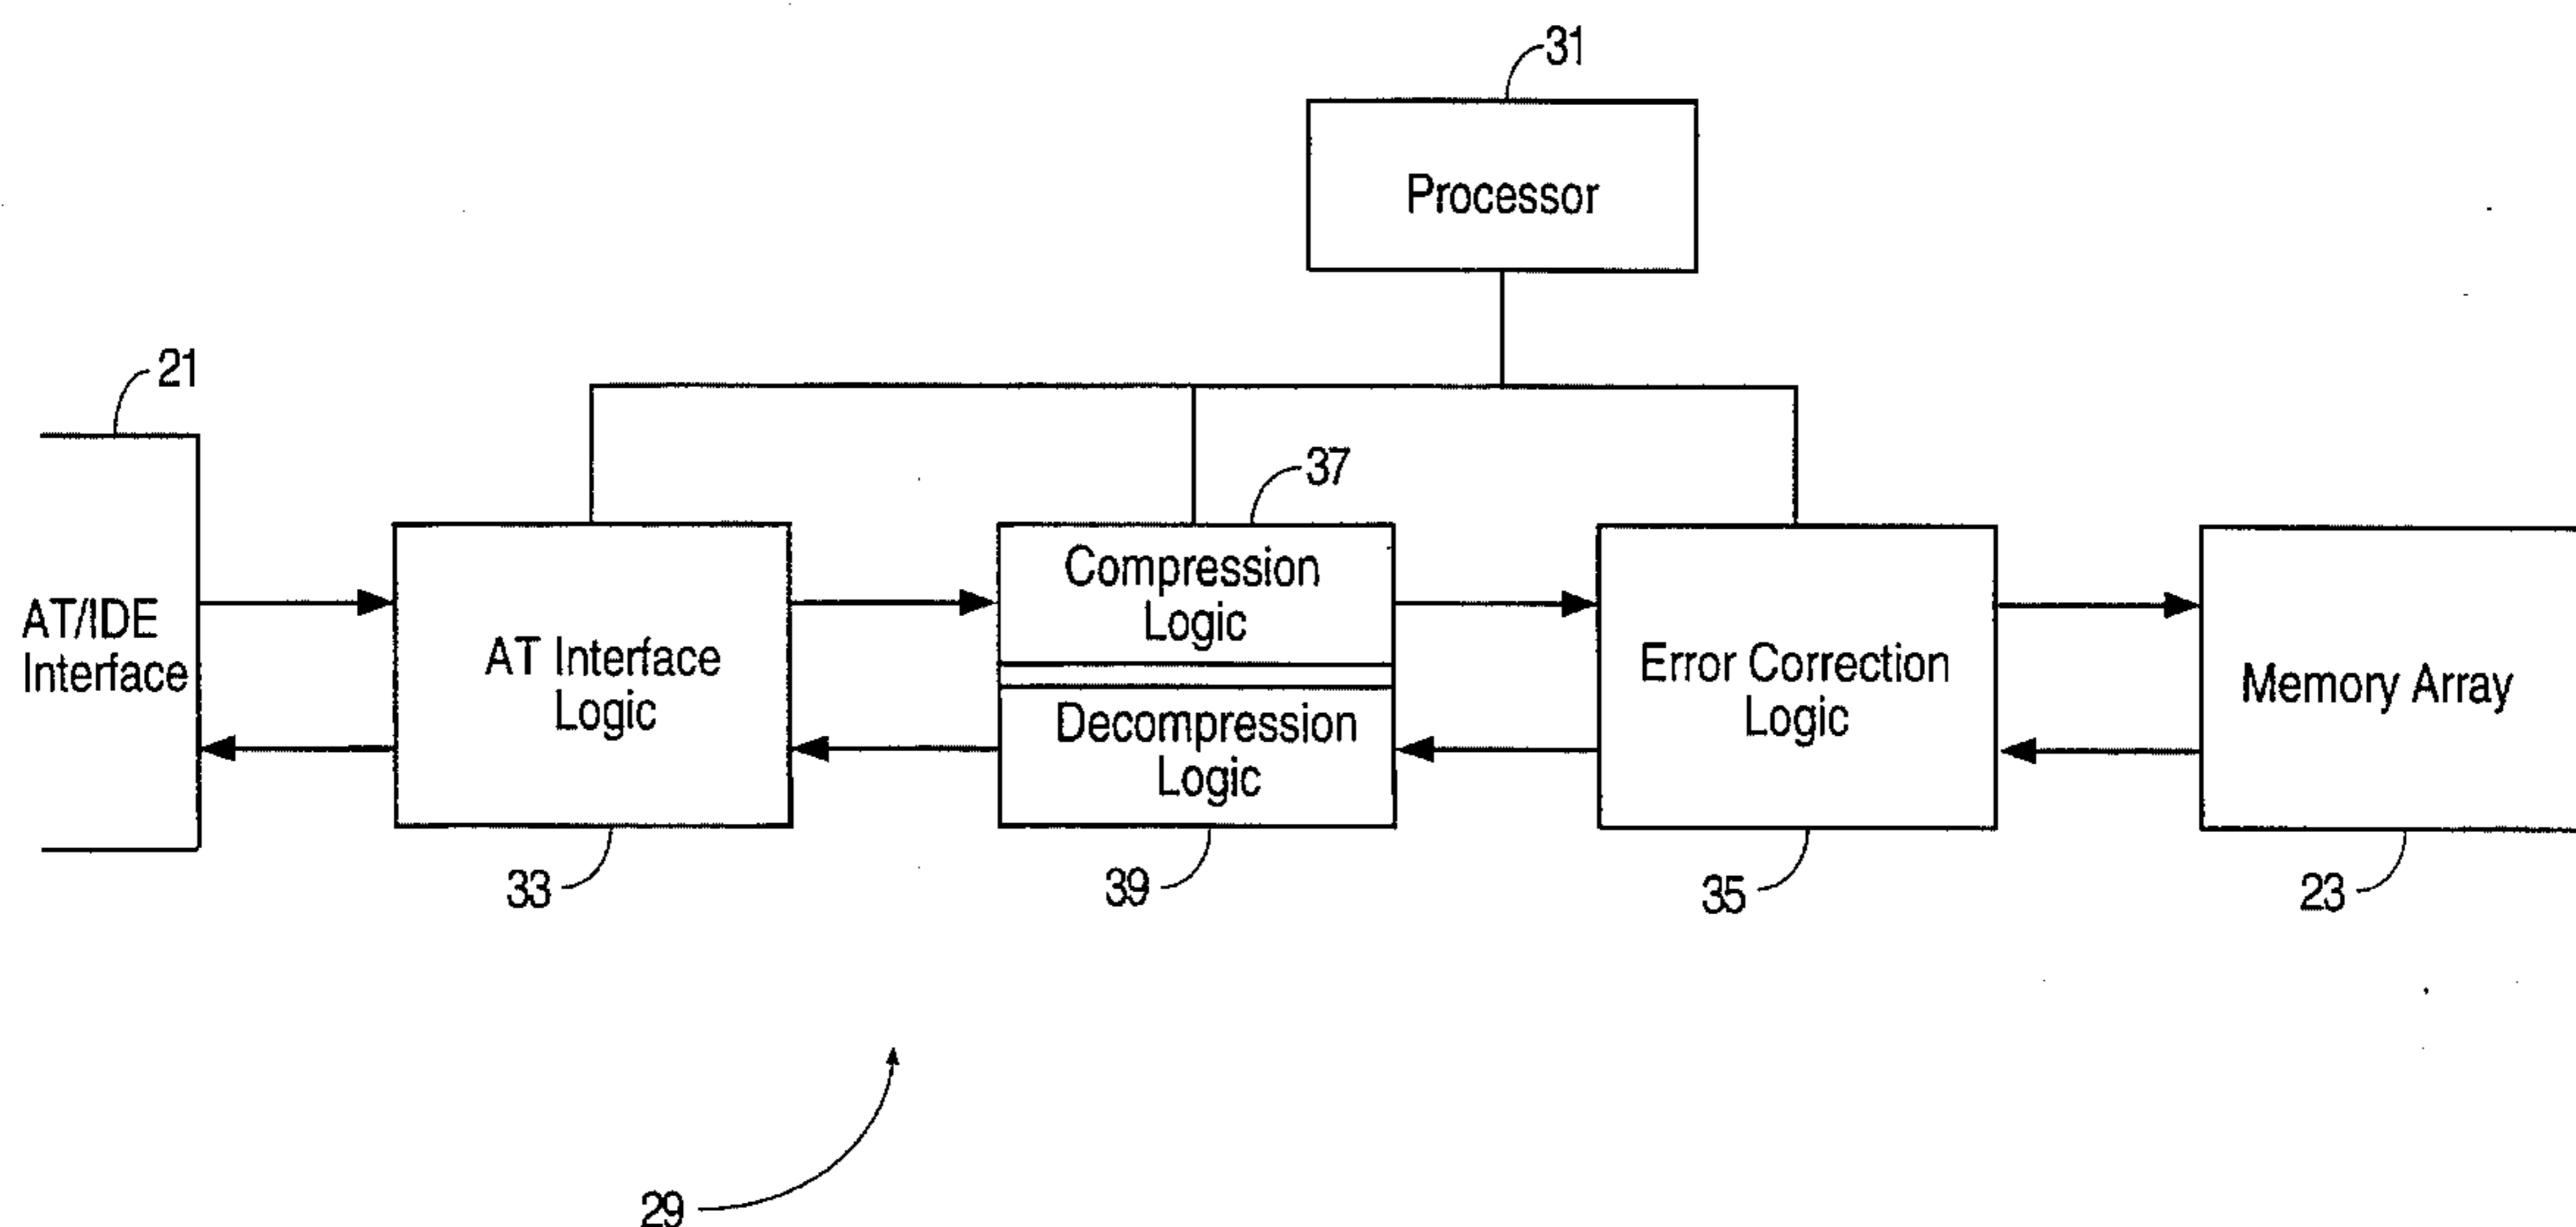 31
Processor
21
37
AT/IDE
Interface
AT Interface
Logic
Compression
Logic
Decompression
Logic
Error Correction
Logic
Memory Array
33
39
35
23
29